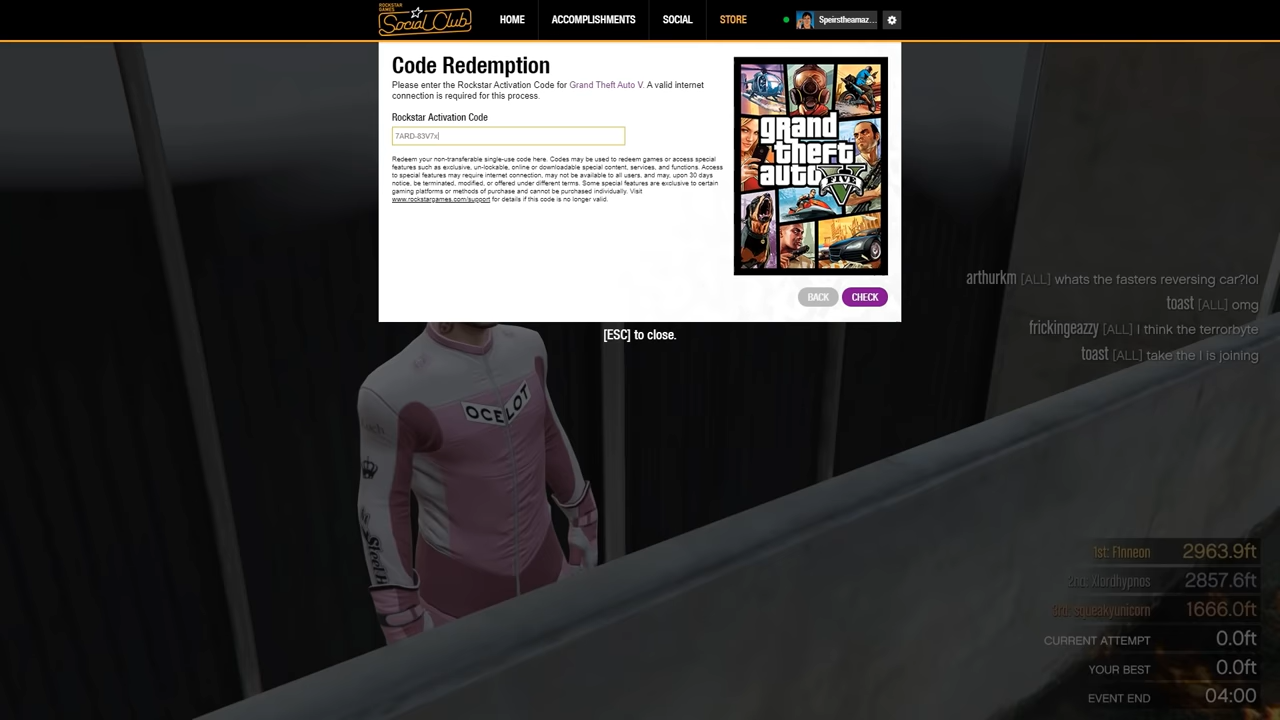 ROCKSTAR
GAMES
Social Club
HOME
ACCOMPLISHMENTS
SOCIAL
STORE
Speirstheamaz...
Code Redemption
Please enter the Rockstar Activation Code for Grand Theft Auto V. A valid internet
connection is required for this process.
Rockstar Activation Code
7ARD-83V7x
Redeem your non-transferable single-use code here. Codes may be used to redeem games or access special
features such as exclusive, un-lockable, online or downloadable special content, services, and functions. Access
to special features may require internet connection, may not be available to all users, and may, upon 30 days
notice, be terminated, modified, or offered under different terms. Some special features are exclusive to certain
gaming platforms or methods of purchase and cannot be purchased individually. Visit
www.rockstargames.com/support for details if this code is no longer valid.
grand
theft
auto V
FIVE
BACK
CHECK
[ESC] to close.
arthurkm [ALL] whats the fasters reversing car?lol
toast [ALL] omg
frickingeazzy [ALL] I think the terrorbyte
toast [ALL] take the l is joining
OCELOT
1st: F1nneon 2963.9ft
2nd: xlordhypnos 2857.6ft
3rd: squeakyunicorn 1666.0ft
CURRENT ATTEMPT 0.0ft
YOUR BEST 0.0ft
EVENT END 04:00